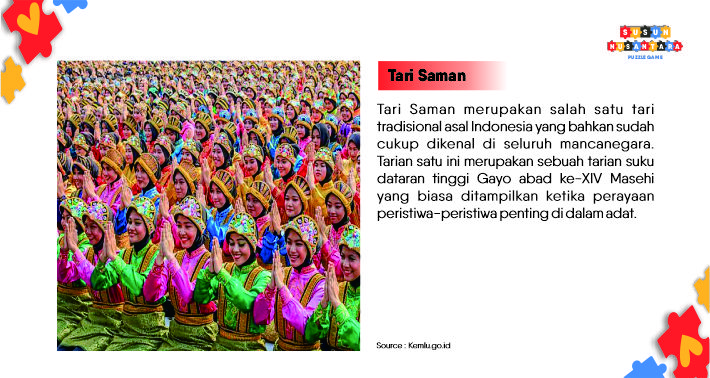 SUSUN
NUSANTARA
PUZZLE GAME
Tari Saman
Tari Saman merupakan salah satu tari
tradisional asal Indonesia yang bahkan sudah
cukup dikenal di seluruh mancanegara.
Tarian satu ini merupakan sebuah tarian suku
dataran tinggi Gayo abad ke-XIV Masehi
yang biasa ditampilkan ketika perayaan
peristiwa-peristiwa penting di dalam adat.
Source : Kemlu.go.id